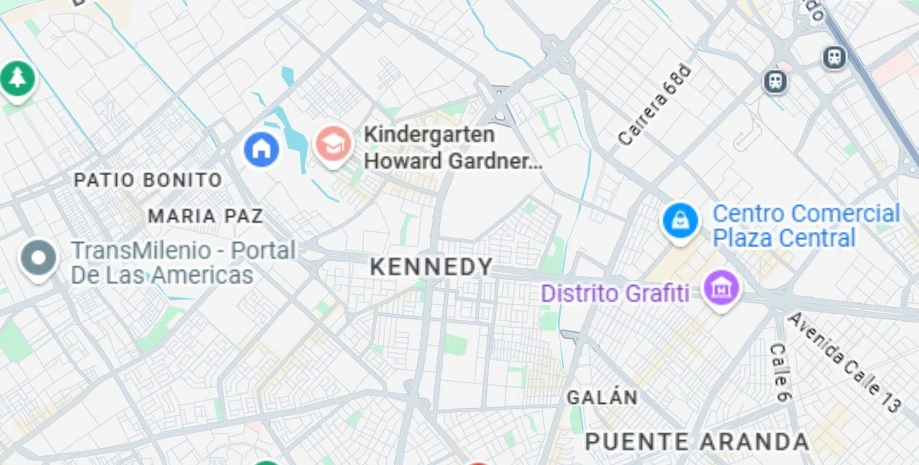 Carrera 68d
Kindergarten
Howard Gardner...
PATIO BONITO
MARIA PAZ
Centro Comercial
Plaza Central
TransMilenio - Portal
De Las Americas
KENNEDY
Distrito Grafiti
Avenida Calle 13
Calle 6
GALÁN
PUENTE ARANDA